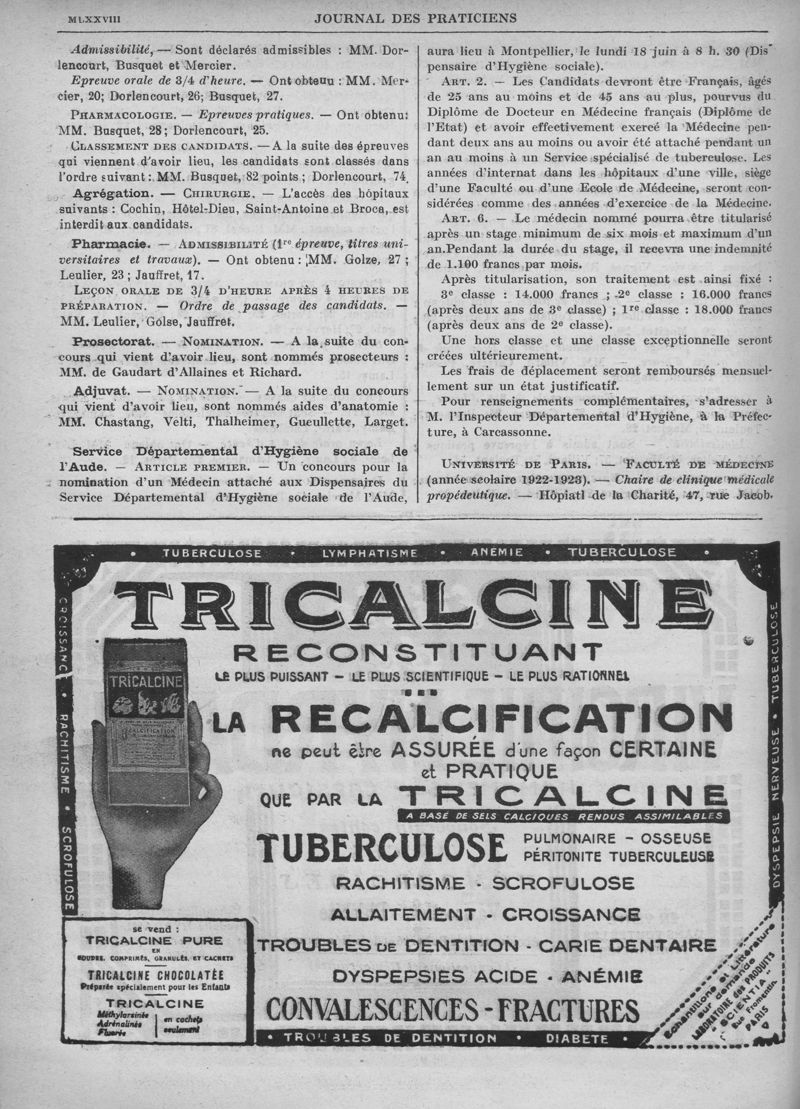 MLXXVIII
JOURNAL DES PRATICIENS
Admissibilité, — Sont déclarés admissibles : MM. Dor-
lencourt, Busquet et Mercier.
Epreuve orale de 3/4 d'heure. — Ont obtenu : MM. Mer-
cier, 20; Dorlencourt, 26; Busquet, 27.
PHARMACOLOGIE. — Epreuves pratiques. — Ont obtenu:
MM. Busquet, 28 ; Dorlencourt, 25.
CLASSEMENT DES CANDIDATS. — A la suite des épreuves
qui viennent d'avoir lieu, les candidats sont classés dans
l'ordre suivant : MM. Busquet, 82 points ; Dorlencourt, 74.
Agrégation. — CHIRURGIE. — L'accès des hôpitaux
suivants : Cochin, Hôtel-Dieu, Saint-Antoine et Broca, est
interdit aux candidats.
Pharmacie. — ADMISSIBILITÉ (1re épreuve, titres uni-
versitaires et travaux). — Ont obtenu : MM. Golze, 27 ;
Leulier, 23 ; Jauffret, 17.
LEÇON ORALE DE 3/4 D'HEURE APRÈS 4 HEURES DE
PRÉPARATION. — Ordre de passage des candidats. —
MM. Leulier, Golse, Jauffret.
Prosectorat. — NOMINATION. — A la suite du con-
cours qui vient d'avoir lieu, sont nommés prosecteurs :
MM. de Gaudart d'Allaines et Richard.
Adjuvat. — NOMINATION. — A la suite du concours
qui vient d'avoir lieu, sont nommés aides d'anatomie :
MM. Chastang, Velti, Thalheimer, Gueullette, Larget.
Service Départemental d'Hygiène sociale de
l'Aude. — ARTICLE PREMIER. — Un concours pour la
nomination d'un Médecin attaché aux Dispensaires du
Service Départemental d'Hygiène sociale de l'Aude,
aura lieu à Montpellier, le lundi 18 juin à 8 h. 30 (Dis
pensaire d'Hygiène sociale).
ART. 2. — Les Candidats devront être Français, âgés
de 25 ans au moins et de 45 ans au plus, pourvus du
Diplôme de Docteur en Médecine français (Diplôme de
l'Etat) et avoir effectivement exercé la Médecine pen-
dant deux ans au moins ou avoir été attaché pendant un
an au moins à un Service spécialisé de tuberculose. Les
années d'internat dans les hôpitaux d'une ville, siège
d'une Faculté ou d'une Ecole de Médecine, seront con-
sidérées comme des années d'exercice de la Médecine.
ART. 6. — Le médecin nommé pourra être titularisé
après un stage minimum de six mois et maximum d'un
an.Pendant la durée du stage, il recevra une indemnité
de 1.100 francs par mois.
Après titularisation, son traitement est ainsi fixé :
3e classe : 14.000 francs ; 2e classe : 16.000 francs
(après deux ans de 3e classe) ; 1re classe : 18.000 francs
(après deux ans de 2e classe).
Une hors classe et une classe exceptionnelle seront
créées ultérieurement.
Les frais de déplacement seront remboursés mensuel-
lement sur un état justificatif.
Pour renseignements complémentaires, s'adresser à
M. l'Inspecteur Départemental d'Hygiène, à la Préfec-
ture, à Carcassonne.
UNIVERSITÉ DE PARIS. — FACULTÉ DE MÉDECINE
(année scolaire 1922-1923). — Chaire de clinique médicale
propédeutique. — Hôpiatl de la Charité, 47, rue Jacob.
TUBERCULOSE • LYMPHATISME • ANÉMIE • TUBERCULOSE
CROISSANCE • RACHITISME • SCROFULOSE
TUBERCULOSE • DYSPEPSIE NERVEUSE
TRICALCINE
RECONSTITUANT
LE PLUS PUISSANT — LE PLUS SCIENTIFIQUE — LE PLUS RATIONNEL
TRICALCINE
RECALCIFICATION
LA RECALCIFICATION
ne peut être ASSURÉE d'une façon CERTAINE
et PRATIQUE
QUE PAR LA TRICALCINE
A BASE DE SELS CALCIQUES RENDUS ASSIMILABLES
TUBERCULOSE PULMONAIRE - OSSEUSE
PÉRITONITE TUBERCULEUSE
RACHITISME - SCROFULOSE
ALLAITEMENT - CROISSANCE
TROUBLES DE DENTITION - CARIE DENTAIRE
DYSPEPSIES ACIDE - ANÉMIE
CONVALESCENCES - FRACTURES
se vend :
TRICALCINE PURE
EN
POUDRE, COMPRIMÉS, GRANULÉS, ET CACHETS
TRICALCINE CHOCOLATÉE
Préparée spécialement pour les Enfants
TRICALCINE
Méthylarsinée
Adrénalinée
Fluorée
en cachets
seulement
Echantillons et Littérature
sur demande
LABORATOIRE DES PRODUITS
"SCIENTIA"
Rue Fromentin
PARIS
• TROUBLES DE DENTITION • DIABÈTE •